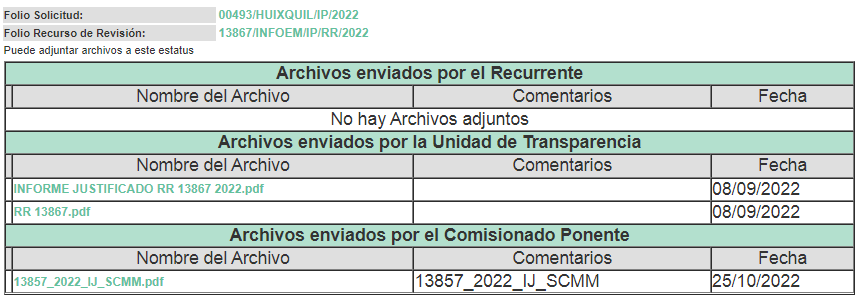 Folio Solicitud: 00493/HUIXQUIL/IP/2022
Folio Recurso de Revisión: 13867/INFOEM/IP/RR/2022
Puede adjuntar archivos a este estatus
Archivos enviados por el Recurrente
Nombre del Archivo Comentarios Fecha
No hay Archivos adjuntos
Archivos enviados por la Unidad de Transparencia
Nombre del Archivo Comentarios Fecha
INFORME JUSTIFICADO RR 13867 2022.pdf 08/09/2022
RR 13867.pdf 08/09/2022
Archivos enviados por el Comisionado Ponente
Nombre del Archivo Comentarios Fecha
13857_2022_IJ_SCMM.pdf 13857_2022_IJ_SCMM 25/10/2022